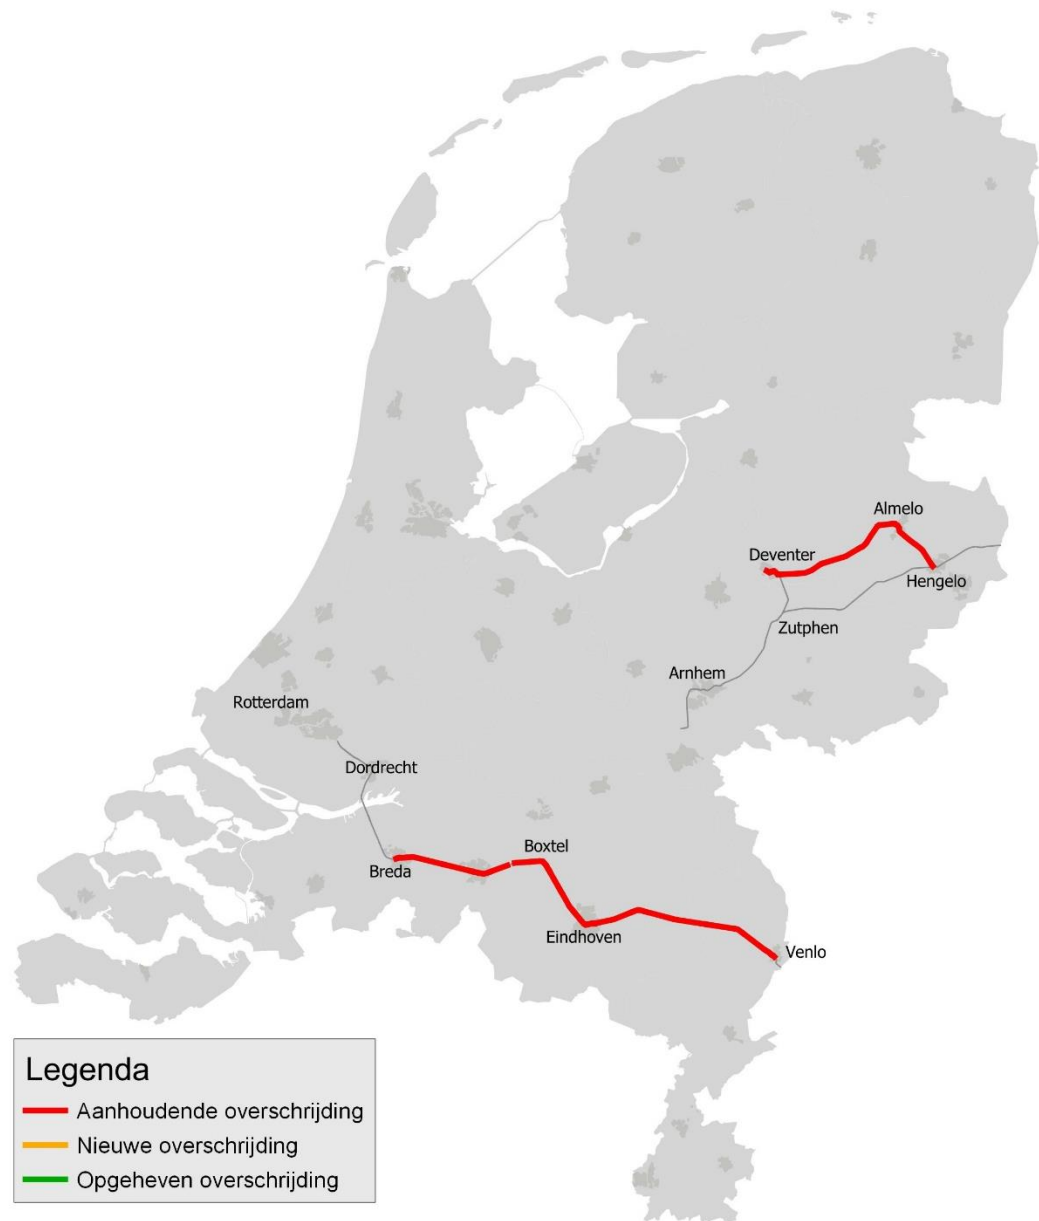 Almelo
Deventer
Hengelo
Zutphen
Arnhem
Rotterdam
Dordrecht
Boxtel
Breda
Eindhoven
Venlo
Legenda
Aanhoudende overschrijding
Nieuwe overschrijding
Opgeheven overschrijding